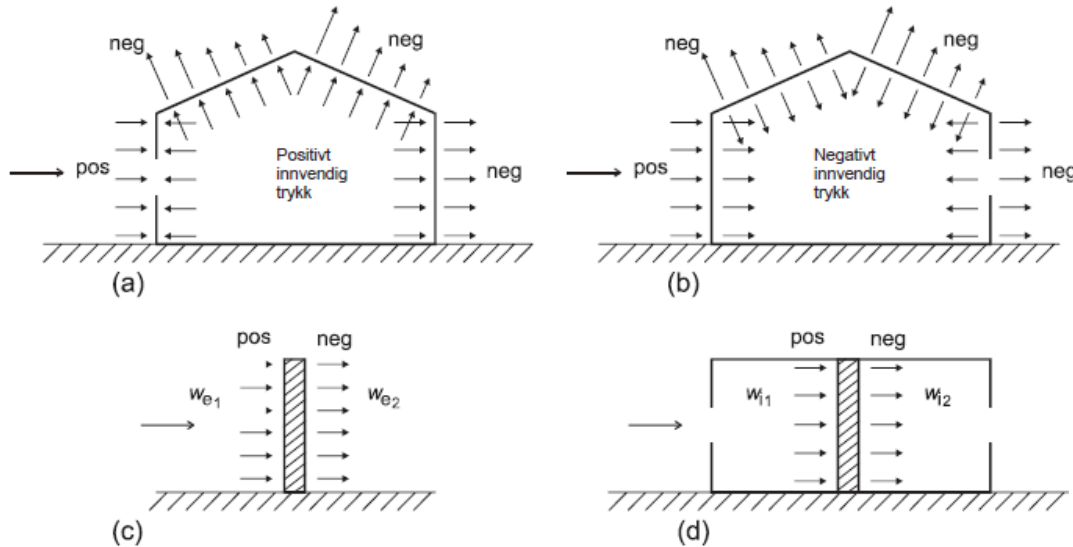 neg
neg
pos
Positivt
innvendig
trykk
neg
(a)
neg
neg
pos
Negativt
innvendig
trykk
neg
(b)
pos
neg
we1
we2
(c)
pos
neg
wi1
wi2
(d)